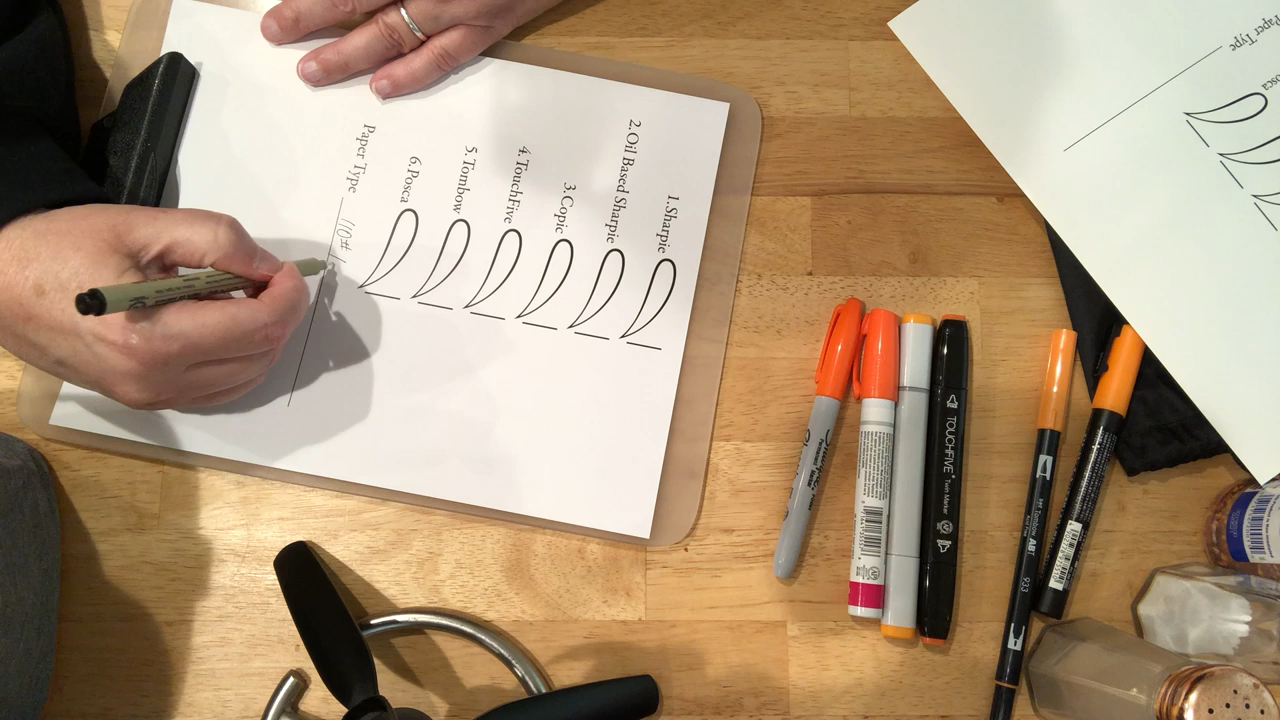 1.Sharpie
2.Oil Based Sharpie
3.Copic
4.TouchFive
5.Tombow
6.Posca
Paper Type 110#
Paper Type
TOUCHFIVE Twin Marker
Tombow ABT
933